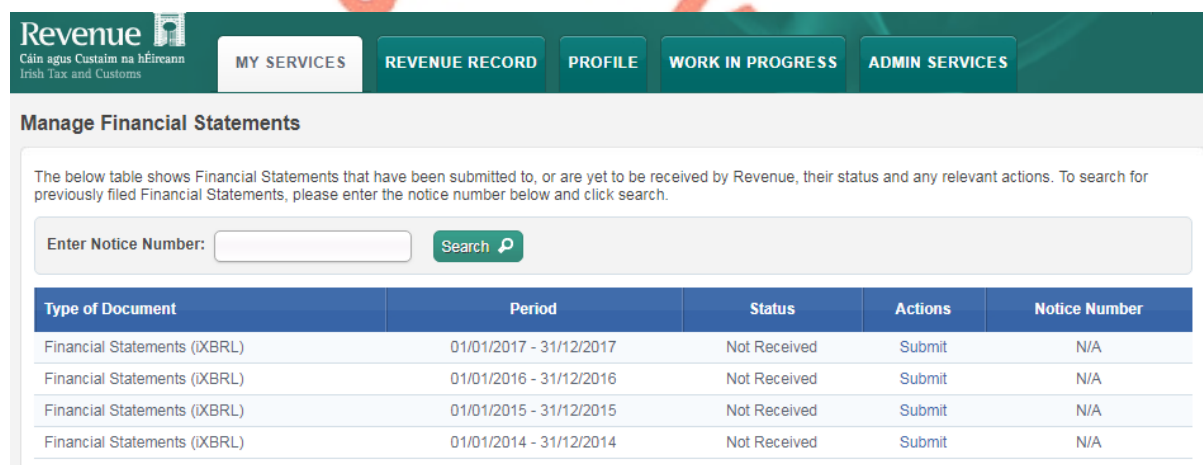 Revenue
Cáin agus Custaim na hÉireann
Irish Tax and Customs
MY SERVICES
REVENUE RECORD
PROFILE
WORK IN PROGRESS
ADMIN SERVICES
Manage Financial Statements
The below table shows Financial Statements that have been submitted to, or are yet to be received by Revenue, their status and any relevant actions. To search for
previously filed Financial Statements, please enter the notice number below and click search.
Enter Notice Number:
Search
Type of Document Period Status Actions Notice Number
Financial Statements (iXBRL) 01/01/2017 - 31/12/2017 Not Received Submit N/A
Financial Statements (iXBRL) 01/01/2016 - 31/12/2016 Not Received Submit N/A
Financial Statements (iXBRL) 01/01/2015 - 31/12/2015 Not Received Submit N/A
Financial Statements (iXBRL) 01/01/2014 - 31/12/2014 Not Received Submit N/A